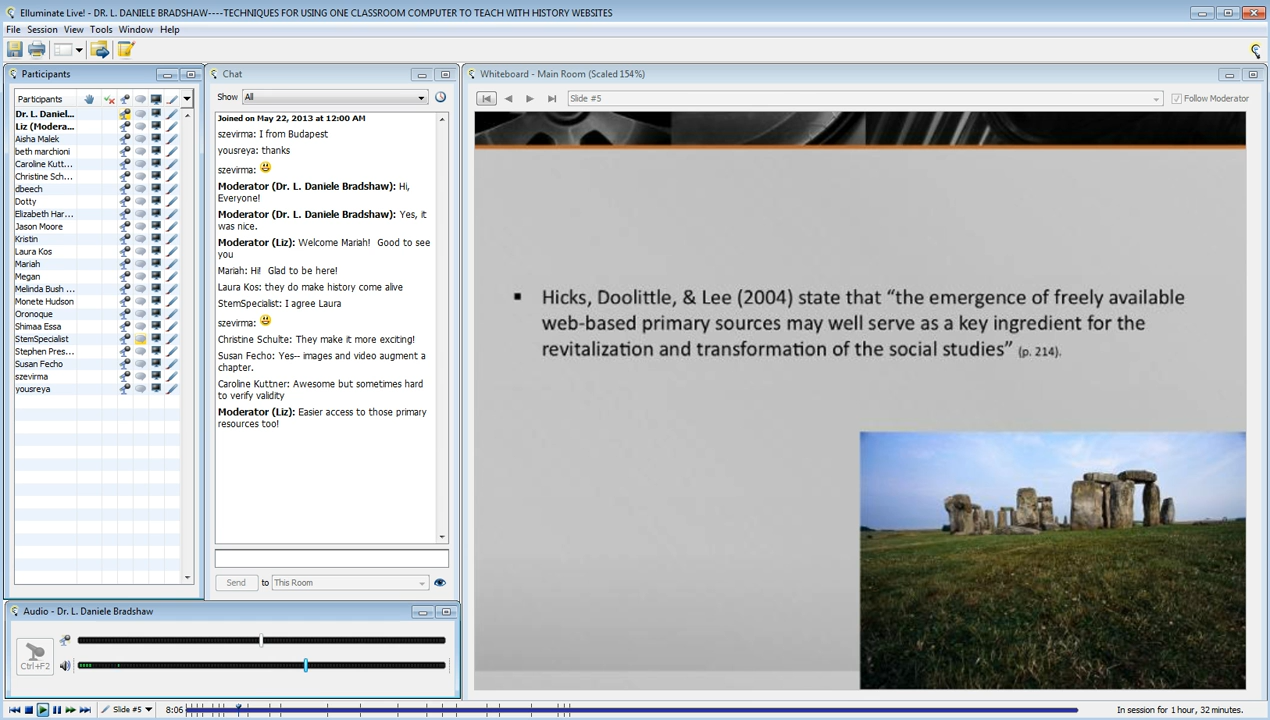 Elluminate Live! - DR. L. DANIELE BRADSHAW----TECHNIQUES FOR USING ONE CLASSROOM COMPUTER TO TEACH WITH HISTORY WEBSITES
File Session View Tools Window Help
Participants
Participants
Dr. L. Daniel...
Liz (Modera...
Aisha Malek
beth marchioni
Caroline Kutt...
Christine Sch...
dbeech
Dotty
Elizabeth Har...
Jason Moore
Kristin
Laura Kos
Mariah
Megan
Melinda Bush ...
Monete Hudson
Oronoque
Shimaa Essa
StemSpecialist
Stephen Pres...
Susan Fecho
szevirma
yousreya
Chat
Show All
Joined on May 22, 2013 at 12:00 AM
szevirma: I from Budapest
yousreya: thanks
szevirma:
Moderator (Dr. L. Daniele Bradshaw): Hi,
Everyone!
Moderator (Dr. L. Daniele Bradshaw): Yes, it
was nice.
Moderator (Liz): Welcome Mariah! Good to see
you
Mariah: Hi! Glad to be here!
Laura Kos: they do make history come alive
StemSpecialist: I agree Laura
szevirma:
Christine Schulte: They make it more exciting!
Susan Fecho: Yes-- images and video augment a
chapter.
Caroline Kuttner: Awesome but sometimes hard
to verify validity
Moderator (Liz): Easier access to those primary
resources too!
Send to This Room
Whiteboard - Main Room (Scaled 154%)
Slide #5
Follow Moderator
▪ Hicks, Doolittle, & Lee (2004) state that “the emergence of freely available
web-based primary sources may well serve as a key ingredient for the
revitalization and transformation of the social studies” (p. 214).
Audio - Dr. L. Daniele Bradshaw
Ctrl+F2
Slide #5 8:06 In session for 1 hour, 32 minutes.